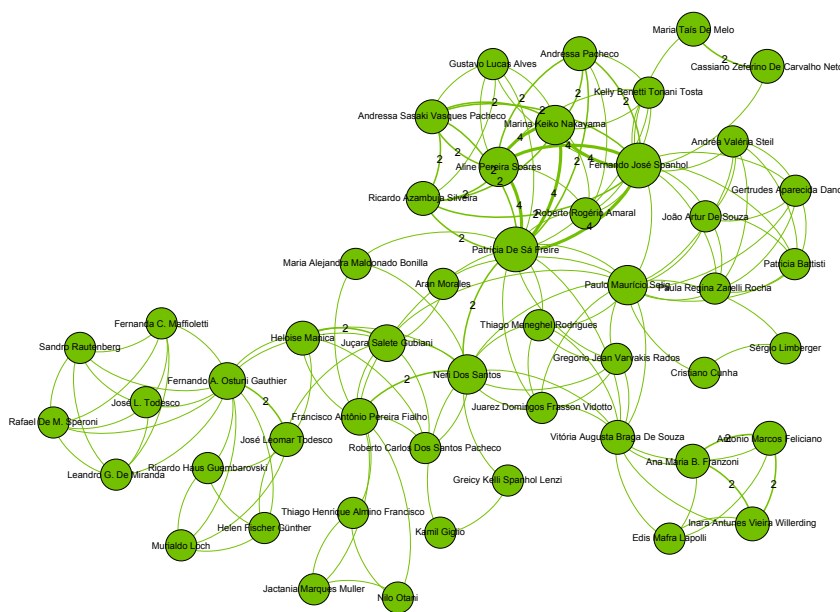 Maria Taís De Melo
Andressa Pacheco
2
Gustavo Lucas Alves
Cassiano Zeferino De Carvalho Neto
2
2
Kelly Benetti Tonani Tosta
2
Andressa Sasaki Vasques Pacheco
Marina Keiko Nakayama
4
4
Andréa Valéria Steil
2
2
4
2
Aline Pereira Soares
Fernando José Spanhol
2
2
2
Ricardo Azambuja Silveira
4
4
Gertrudes Aparecida Dand
Roberto Rogério Amaral
João Artur De Souza
4
2
Patrícia De Sá Freire
Maria Alejandra Maldonado Bonilla
Patricia Battisti
Aran Morales
Paulo Maurício Selig
Paula Regina Zarelli Rocha
2
Fernanda C. Maffioletti
Thiago Meneghel Rodrigues
2
Heloise Manica
Juçara Salete Gubiani
Sérgio Limberger
Sandro Rautenberg
Gregório Jean Varvakis Rados
Cristiano Cunha
Neri Dos Santos
2
Fernando A. Ostuni Gauthier
José L. Todesco
2
Juarez Domingos Frasson Vidotto
Francisco Antônio Pereira Fialho
Rafael De M. Speroni
José Leomar Todesco
Vitória Augusta Braga De Souza
2
Antonio Marcos Feliciano
Roberto Carlos Dos Santos Pacheco
Ana Maria B. Franzoni
Ricardo Haus Guembarovski
Leandro G. De Miranda
Greicy Kelli Spanhol Lenzi
2
2
Thiago Henrique Almino Francisco
Helen Fischer Günther
Kamil Giglio
Inara Antunes Vieira Willerding
Edis Mafra Lapolli
Murialdo Loch
Jactania Marques Muller
Nilo Otani